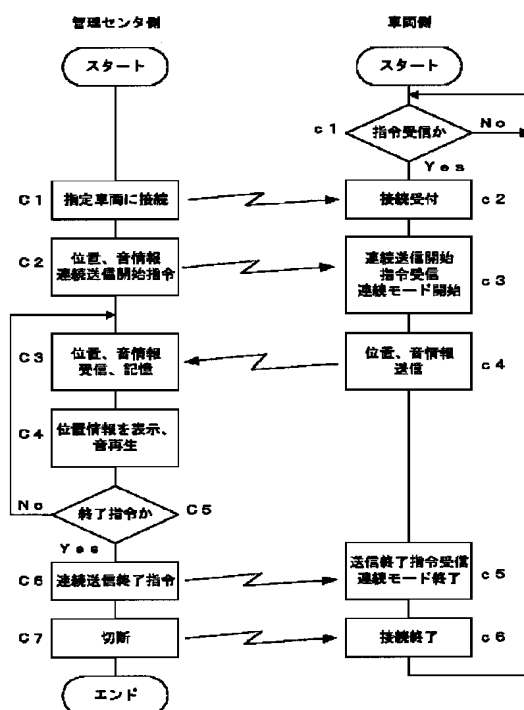 管理センタ側
車両側
スタート
スタート
c1
指令受信か
No
Yes
C1
指定車両に接続
接続受付
c2
C2
位置、音情報
連続送信開始指令
連続送信開始
指令受信
連続モード開始
c3
C3
位置、音情報
受信、記憶
位置、音情報
送信
c4
C4
位置情報を表示、
音再生
No
終了指令か
C5
Yes
C6
連続送信終了指令
送信終了指令受信
連続モード終了
c5
C7
切断
接続終了
c6
エンド